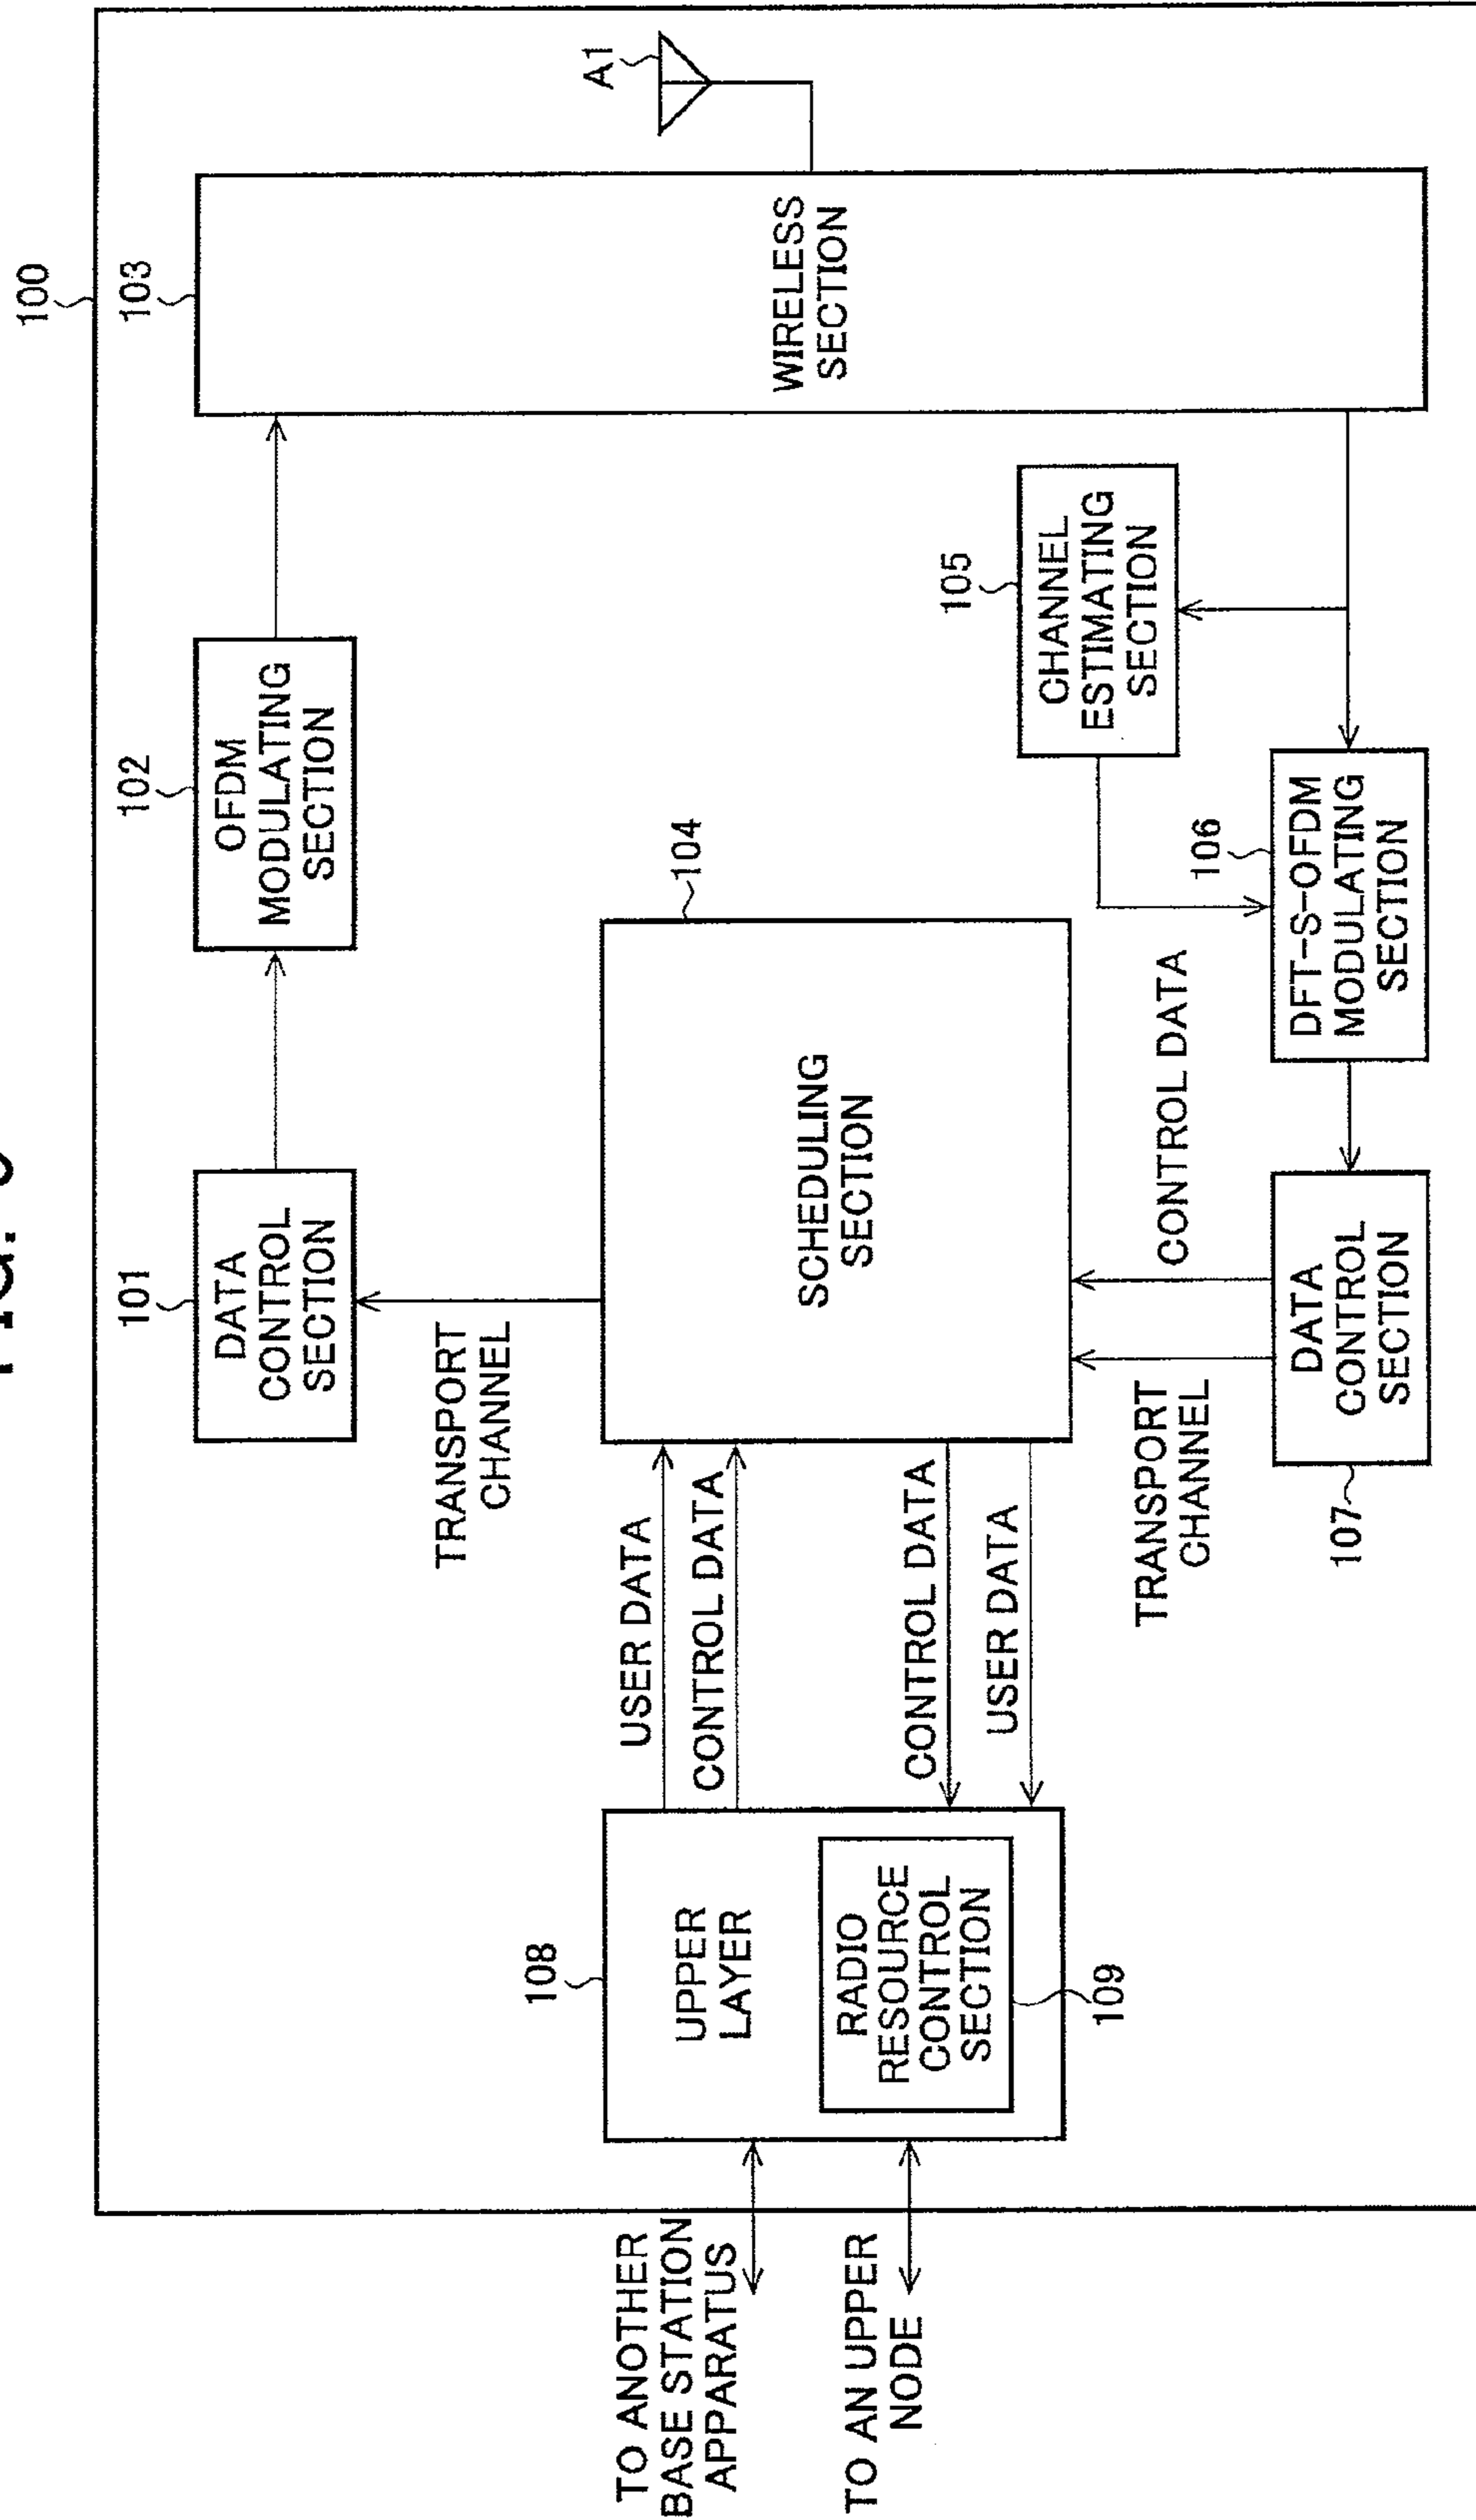 100
101
DATA
CONTROL
SECTION
102
OFDM
MODULATING
SECTION
103
WIRELESS
SECTION
A1
TRANSPORT
CHANNEL
TO ANOTHER
BASE STATION
APPARATUS
TO AN UPPER
NODE
108
UPPER
LAYER
RADIO
RESOURCE
CONTROL
SECTION
109
USER DATA
CONTROL DATA
CONTROL DATA
USER DATA
104
SCHEDULING
SECTION
105
CHANNEL
ESTIMATING
SECTION
TRANSPORT
CHANNEL
CONTROL DATA
107
DATA
CONTROL
SECTION
106
DFT-S-OFDM
MODULATING
SECTION